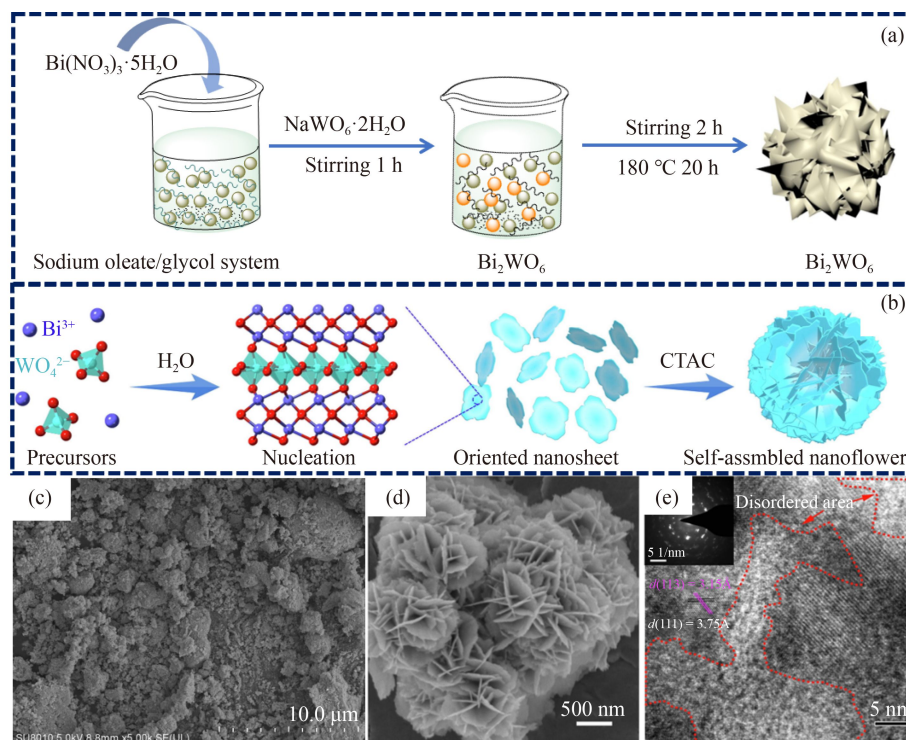 (a)
Bi(NO₃)₃·5H₂O
NaWO₆·2H₂O
Stirring 1 h
Stirring 2 h
180 °C 20 h
Sodium oleate/glycol system
Bi₂WO₆
Bi₂WO₆
(b)
Bi³⁺
WO₄²⁻
H₂O
CTAC
Precursors
Nucleation
Oriented nanosheet
Self-assmbled nanoflower
(c)
10.0 μm
SU8010 5.0kV 8.8mm x5.00k SE(UL)
(d)
500 nm
(e)
Disordered area
5 1/nm
d(111) = 3.75Å
5 nm